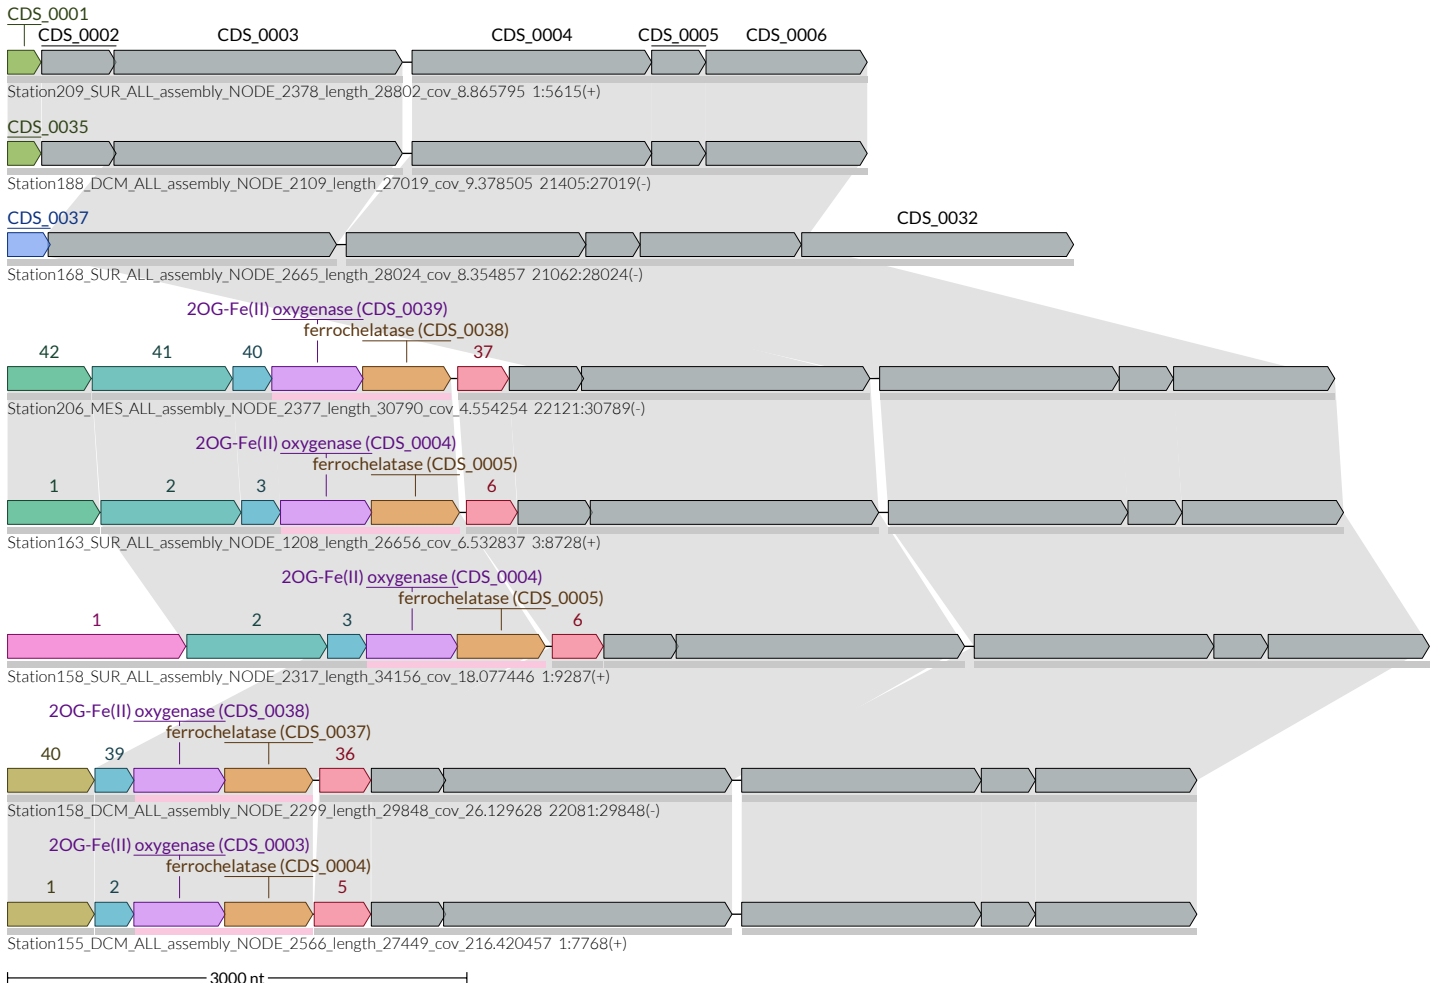 CDS_0001
CDS_0002 CDS_0003 CDS_0004 CDS_0005 CDS_0006
Station209_SUR_ALL_assembly_NODE_2378_length_28802_cov_8.865795 1:5615(+)
CDS_0035
Station188_DCM_ALL_assembly_NODE_2109_length_27019_cov_9.378505 21405:27019(-)
CDS_0037 CDS_0032
Station168_SUR_ALL_assembly_NODE_2665_length_28024_cov_8.354857 21062:28024(-)
2OG-Fe(II) oxygenase (CDS_0039)
ferrochelatase (CDS_0038)
42 41 40 37
Station206_MES_ALL_assembly_NODE_2377_length_30790_cov_4.554254 22121:30789(-)
2OG-Fe(II) oxygenase (CDS_0004)
ferrochelatase (CDS_0005)
1 2 3 6
Station163_SUR_ALL_assembly_NODE_1208_length_26656_cov_6.532837 3:8728(+)
2OG-Fe(II) oxygenase (CDS_0004)
ferrochelatase (CDS_0005)
1 2 3 6
Station158_SUR_ALL_assembly_NODE_2317_length_34156_cov_18.077446 1:9287(+)
2OG-Fe(II) oxygenase (CDS_0038)
ferrochelatase (CDS_0037)
40 39 36
Station158_DCM_ALL_assembly_NODE_2299_length_29848_cov_26.129628 22081:29848(-)
2OG-Fe(II) oxygenase (CDS_0003)
ferrochelatase (CDS_0004)
1 2 5
Station155_DCM_ALL_assembly_NODE_2566_length_27449_cov_216.420457 1:7768(+)
3000 nt